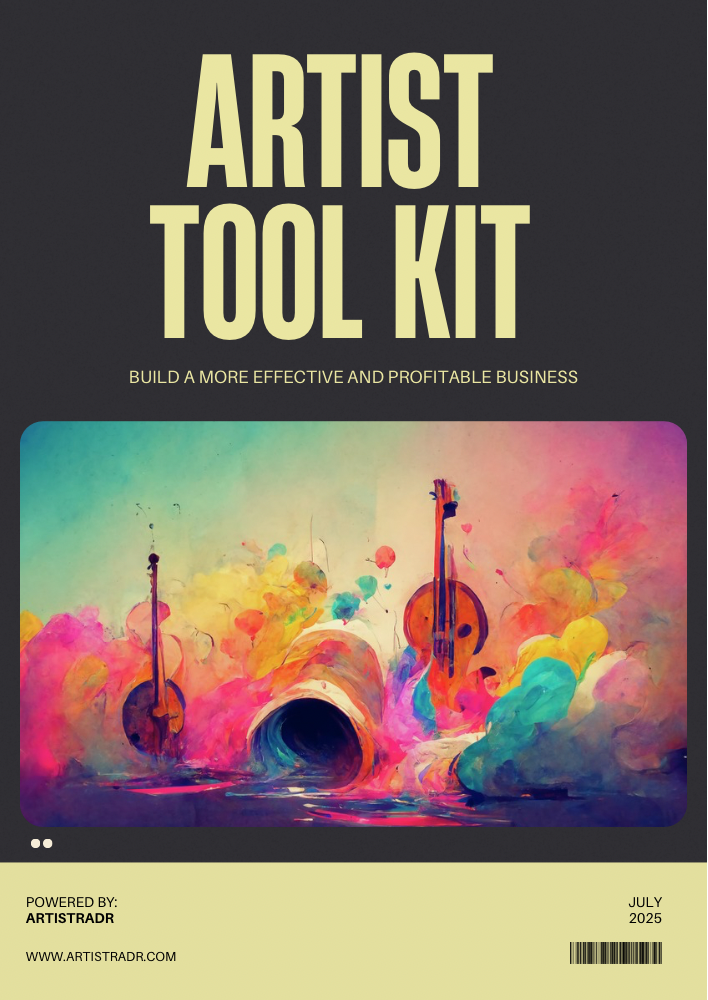 ARTIST
TOOL KIT
BUILD A MORE EFFECTIVE AND PROFITABLE BUSINESS
POWERED BY:
ARTISTRADR
WWW.ARTISTRADR.COM
JULY
2025